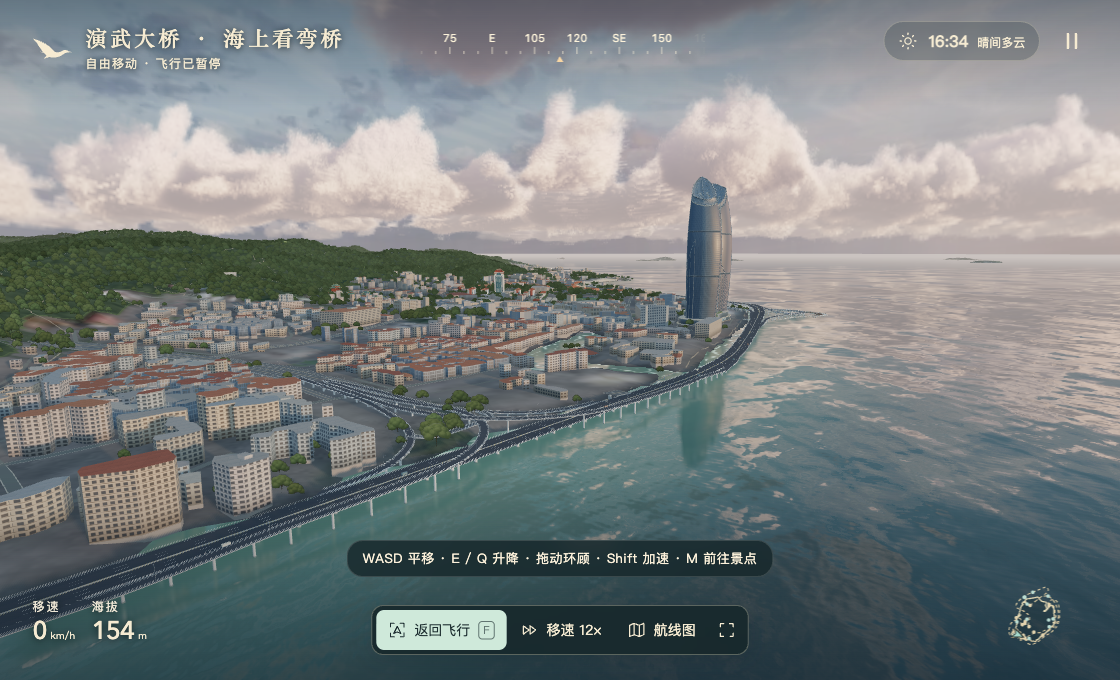 演武大桥 · 海上看弯桥
自由移动 · 飞行已暂停
75 E 105 120 SE 150
16:34 晴间多云
WASD 平移 · E / Q 升降 · 拖动环顾 · Shift 加速 · M 前往景点
移速 海拔
0 km/h 154 m
A 返回飞行 F 移速 12x 航线图